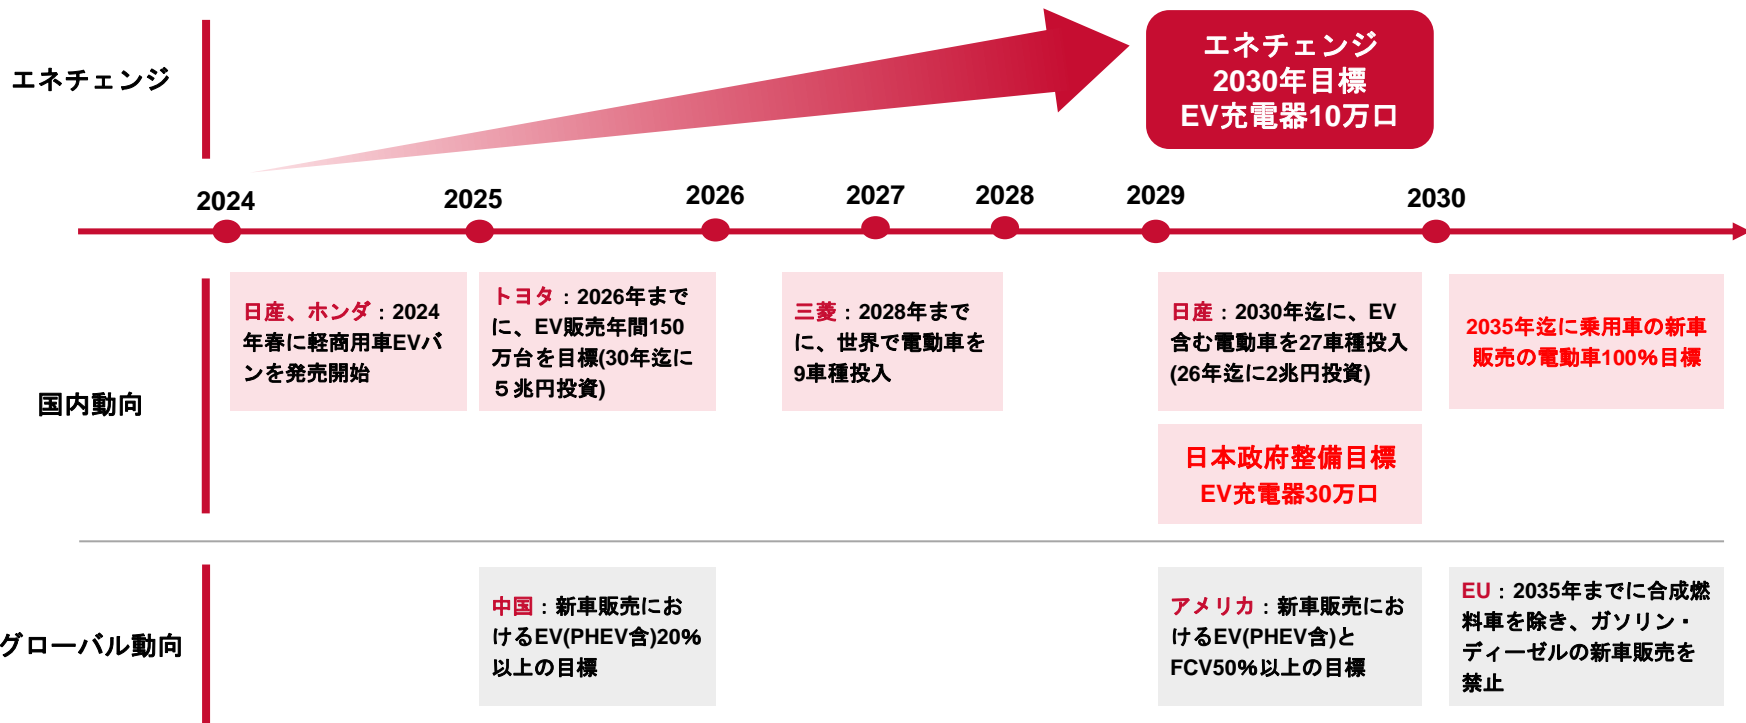 エネチェンジ
エネチェンジ
2030年目標
EV充電器10万口
2024
2025
2026
2027
2028
2029
2030
国内動向
日産、ホンダ：2024
年春に軽商用車EVバ
ンを発売開始
トヨタ：2026年まで
に、EV販売年間150
万台を目標(30年迄に
５兆円投資)
三菱：2028年まで
に、世界で電動車を
9車種投入
日産：2030年迄に、EV
含む電動車を27車種投入
(26年迄に2兆円投資)
2035年迄に乗用車の新車
販売の電動車100%目標
日本政府整備目標
EV充電器30万口
グローバル動向
中国：新車販売にお
けるEV(PHEV含)20%
以上の目標
アメリカ：新車販売にお
けるEV(PHEV含)と
FCV50%以上の目標
EU：2035年までに合成燃
料車を除き、ガソリン・
ディーゼルの新車販売を
禁止